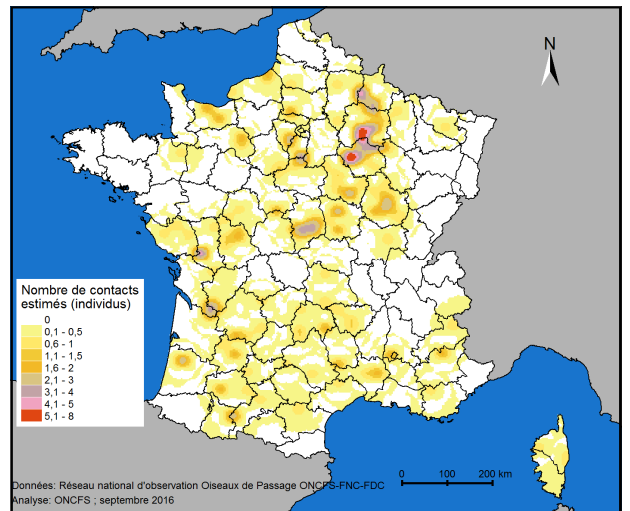 N
Nombre de contacts
estimés (individus)
0
0,1 - 0,5
0,6 - 1
1,1 - 1,5
1,6 - 2
2,1 - 3
3,1 - 4
4,1 - 5
5,1 - 8
0 100 200 km
Données: Réseau national d'observation Oiseaux de Passage ONCFS-FNC-FDC
Analyse: ONCFS ; septembre 2016